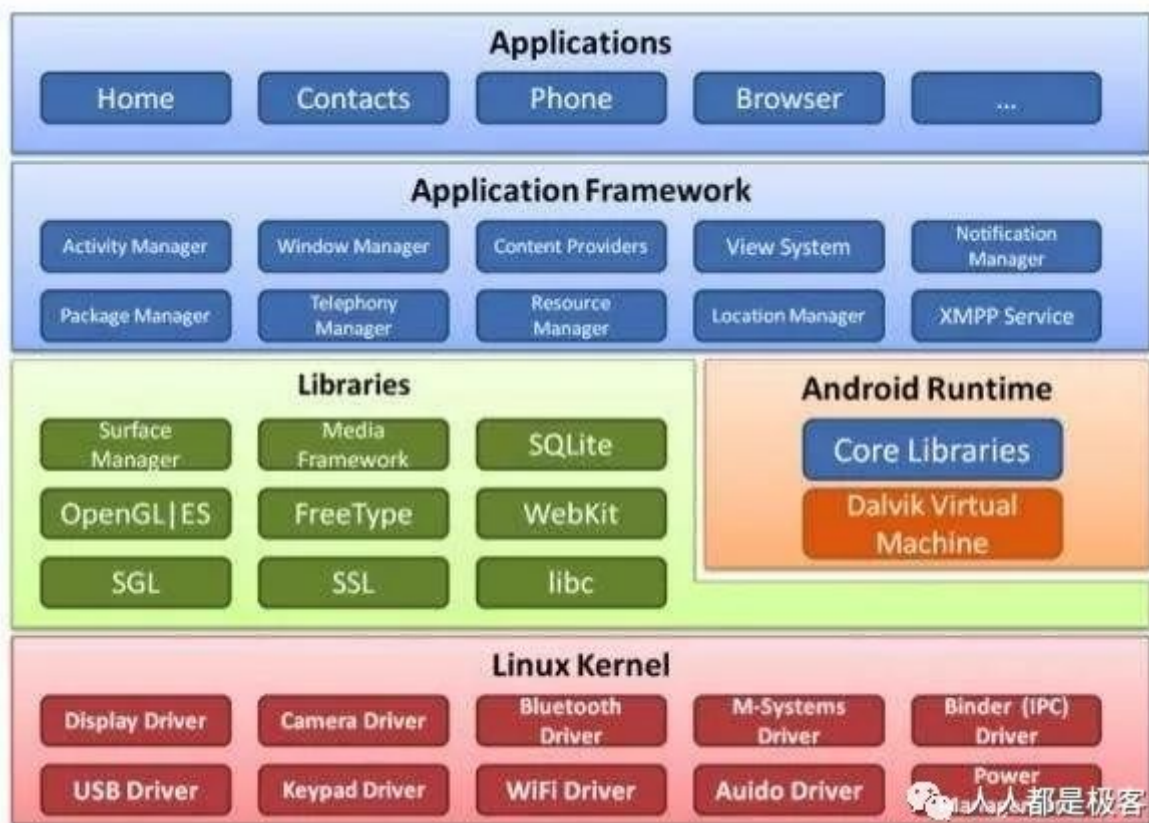 Applications
Home
Contacts
Phone
Browser
...
Application Framework
Activity Manager
Window Manager
Content Providers
View System
Notification
Manager
Package Manager
Telephony
Manager
Resource
Manager
Location Manager
XMPP Service
Libraries
Surface
Manager
Media
Framework
SQLite
OpenGL|ES
FreeType
WebKit
SGL
SSL
libc
Android Runtime
Core Libraries
Dalvik Virtual
Machine
Linux Kernel
Display Driver
Camera Driver
Bluetooth
Driver
M-Systems
Driver
Binder (IPC)
Driver
USB Driver
Keypad Driver
WiFi Driver
Auido Driver
Power
人人都是极客